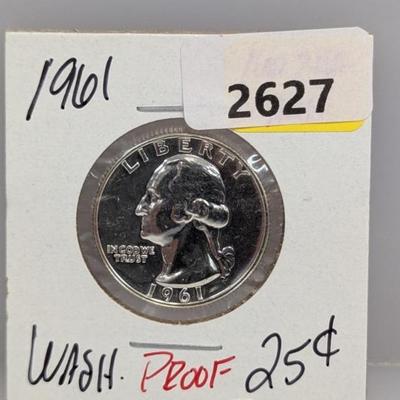 1961
2627
LIBERTY
IN GOD WE
TRUST
1961
WASH. PROOF 25¢